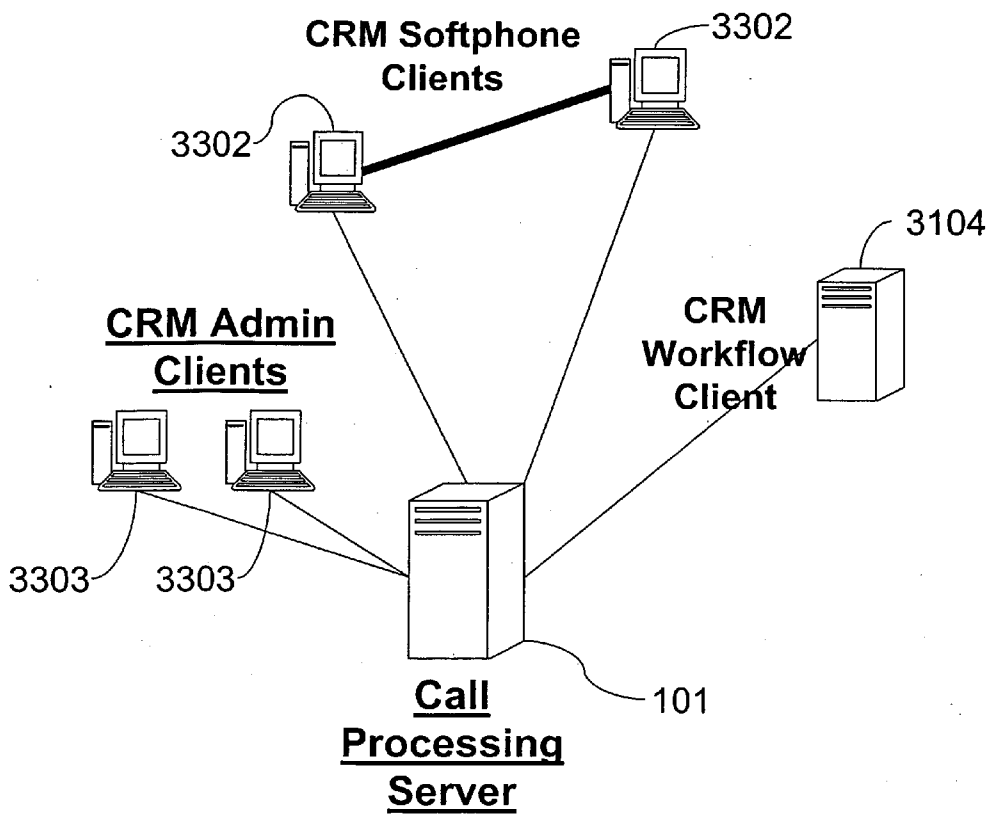 CRM Softphone
Clients
3302
3302
3104
CRM Admin
Clients
CRM
Workflow
Client
3303
3303
101
Call
Processing
Server